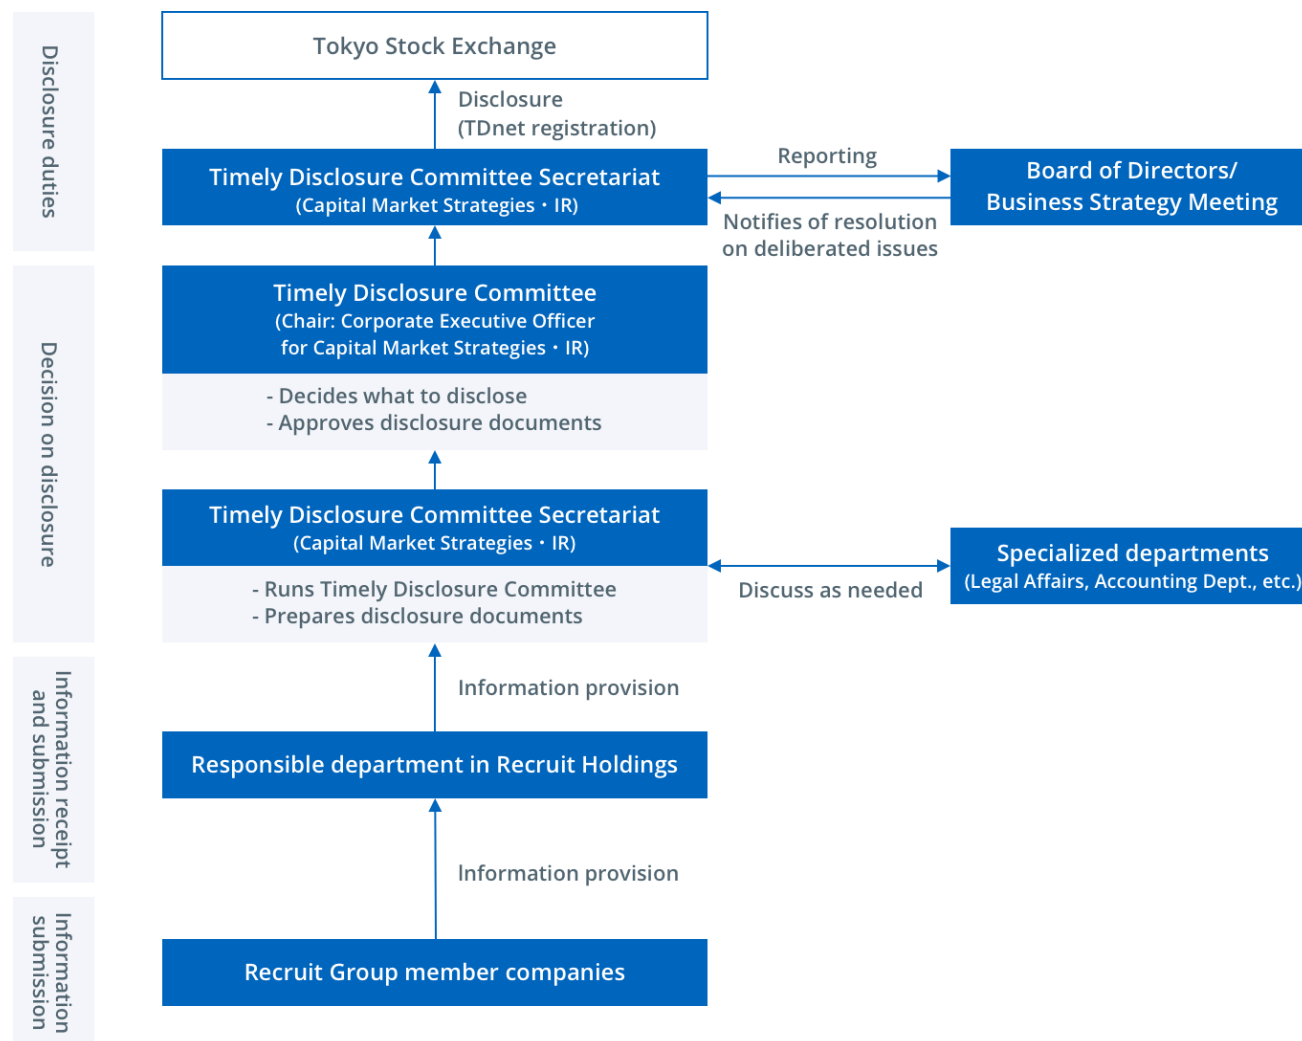 Disclosure duties
Tokyo Stock Exchange
Disclosure
(TDnet registration)
Timely Disclosure Committee Secretariat
(Capital Market Strategies・IR)
Reporting
Notifies of resolution
on deliberated issues
Board of Directors/
Business Strategy Meeting
Decision on disclosure
Timely Disclosure Committee
(Chair: Corporate Executive Officer
for Capital Market Strategies・IR)
- Decides what to disclose
- Approves disclosure documents
Timely Disclosure Committee Secretariat
(Capital Market Strategies・IR)
- Runs Timely Disclosure Committee
- Prepares disclosure documents
Discuss as needed
Specialized departments
(Legal Affairs, Accounting Dept., etc.)
Information receipt
and submission
Information provision
Responsible department in Recruit Holdings
Information provision
Information
submission
Recruit Group member companies